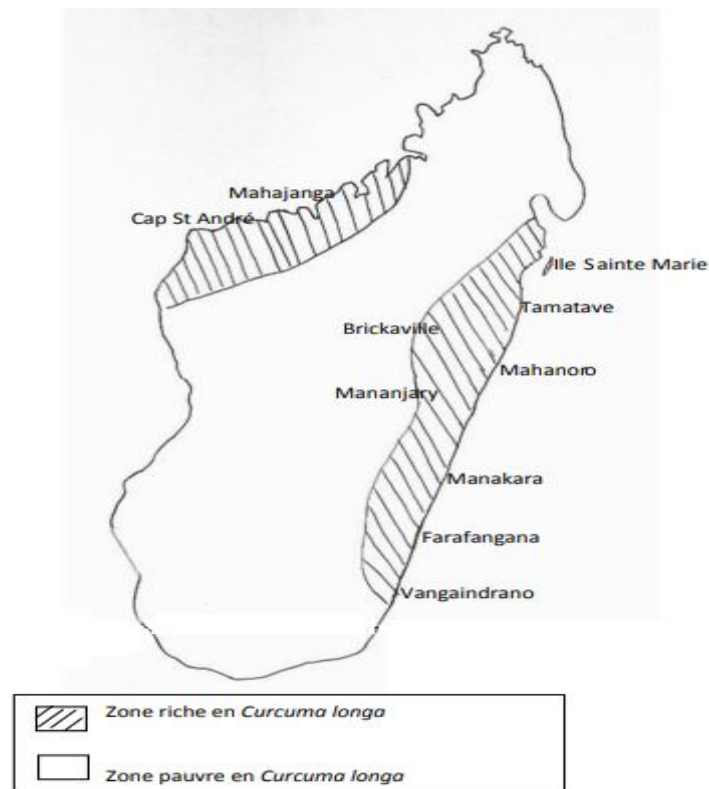 Mahajanga
Cap St André
Ile Sainte Marie
Tamatave
Brickaville
Mahanoro
Mananjary
Manakara
Farafangana
Vangaindrano
Zone riche en Curcuma longa
Zone pauvre en Curcuma longa